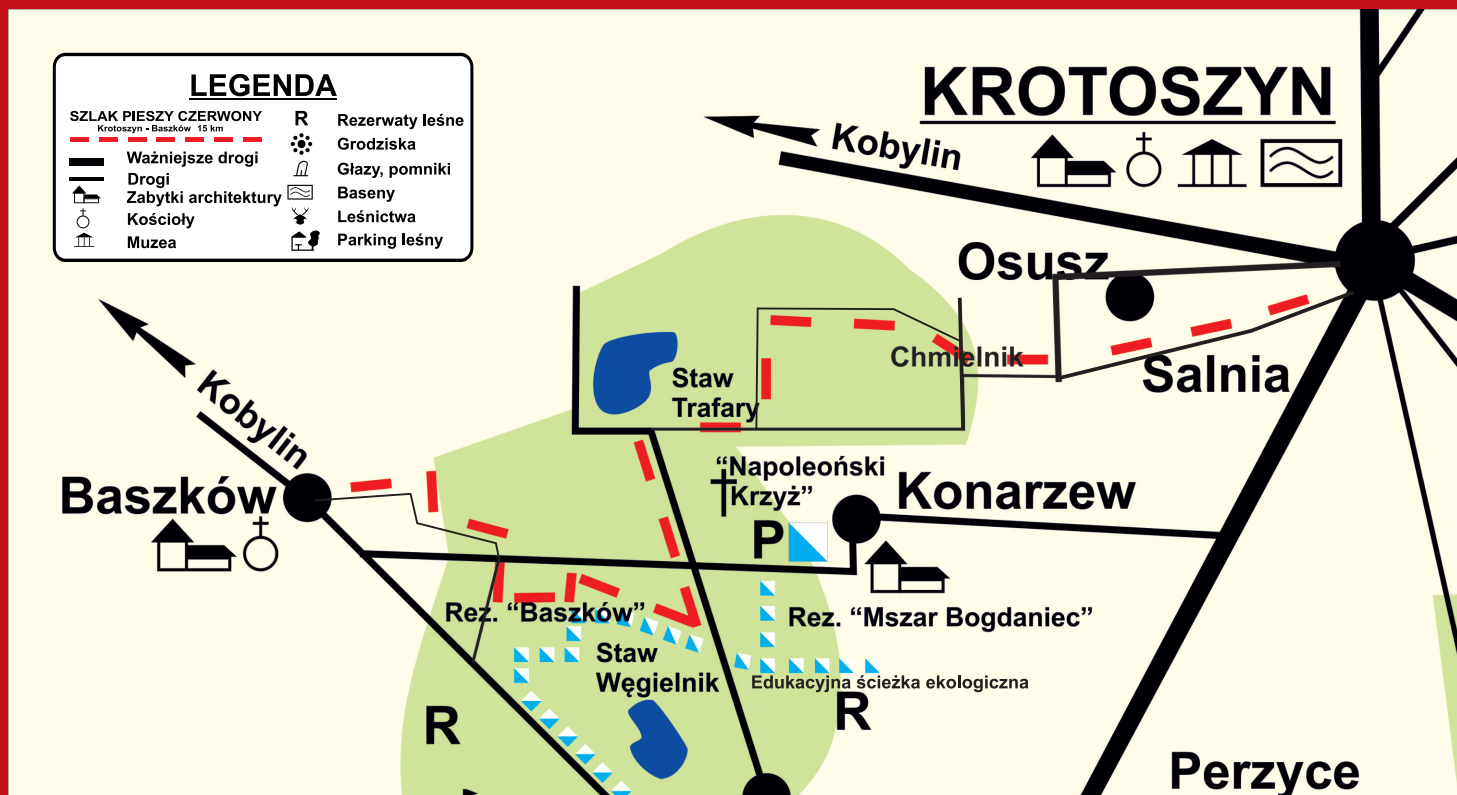 LEGENDA
SZLAK PIESZY CZERWONY
Krotoszyn - Baszków 15 km
Ważniejsze drogi
Drogi
Zabytki architektury
Kościoły
Muzea
R Rezerwaty leśne
Grodziska
Głazy, pomniki
Baseny
Leśnictwa
Parking leśny
KROTOSZYN
Kobylin
Osusz
Chmielnik
Salnia
Staw
Trafary
Kobylin
Baszków
“Napoleoński
Krzyż”
P
Konarzew
Rez. “Baszków”
Rez. “Mszar Bogdaniec”
Staw
Węgielnik
Edukacyjna ścieżka ekologiczna
R
R
Perzyce